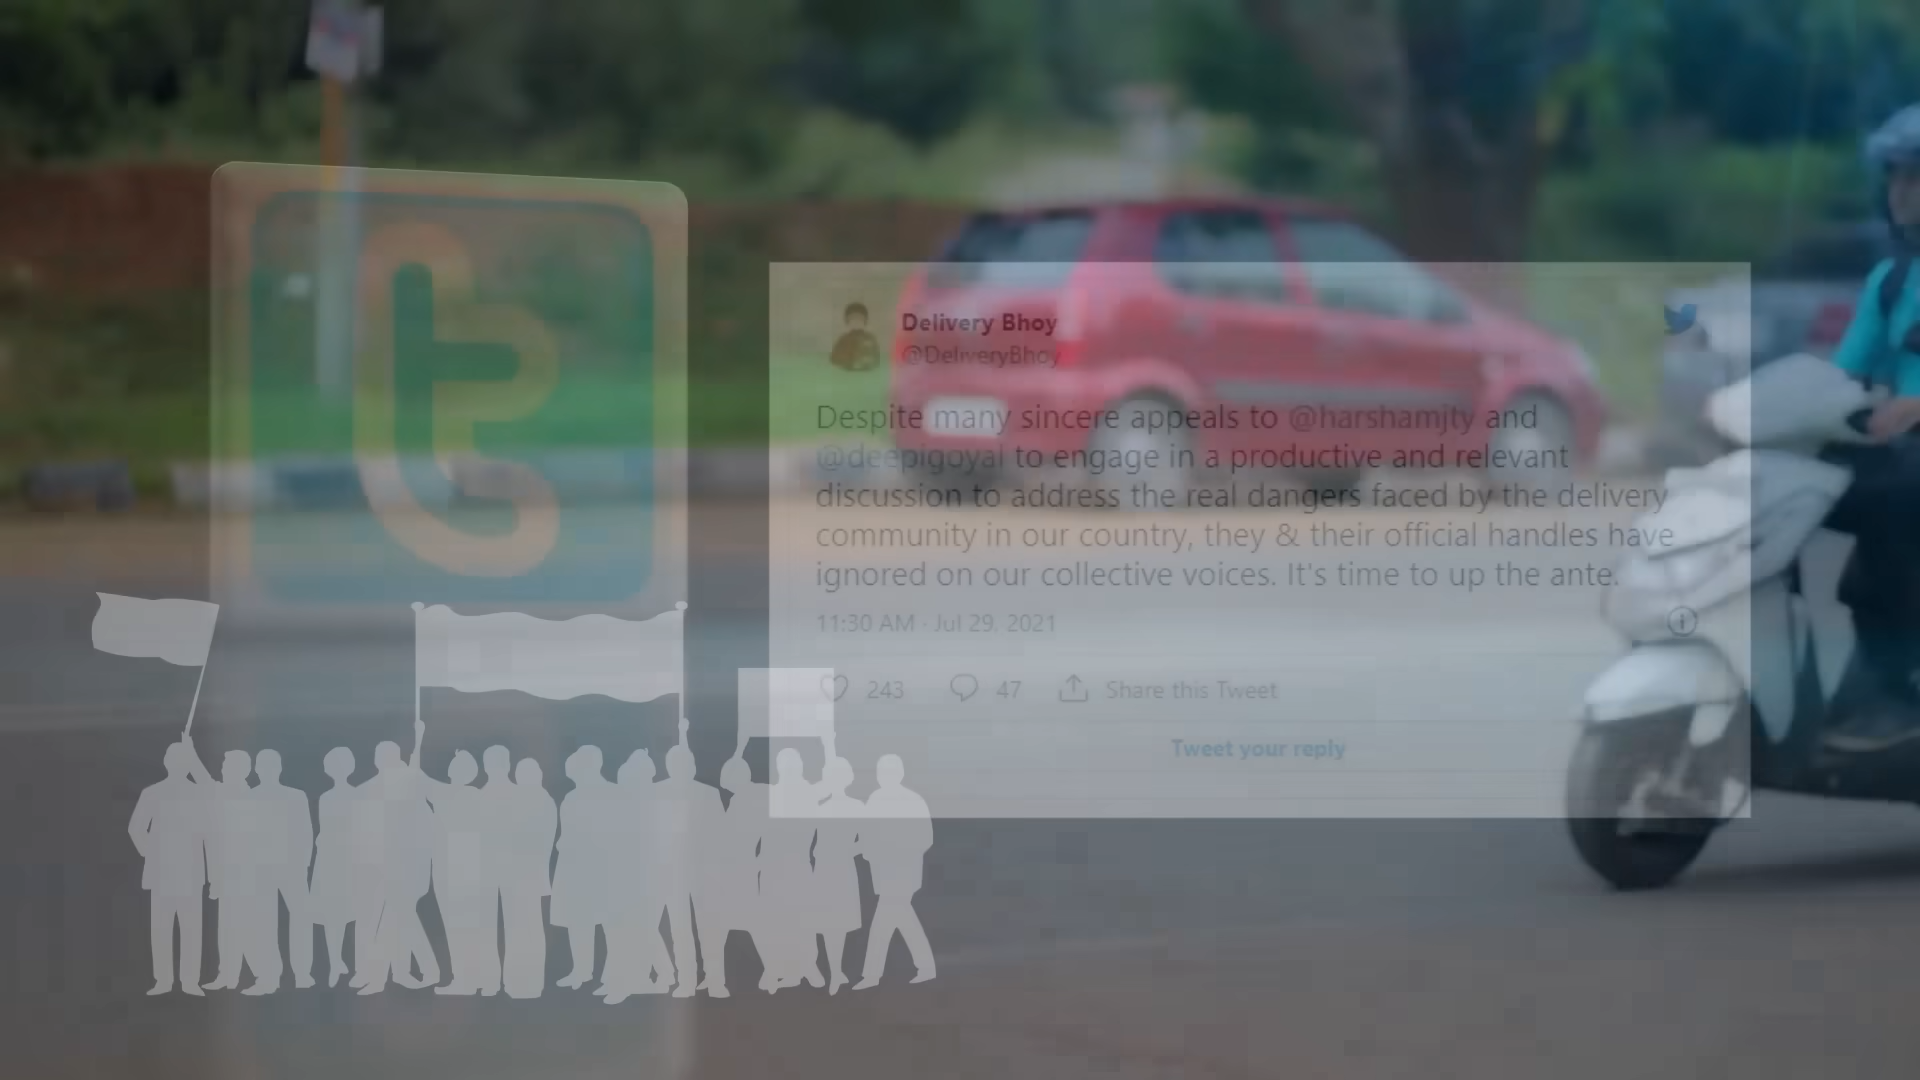 Delivery Bhoy
@DeliveryBhoy
Despite many sincere appeals to @harshamjty and
@deepigoyal to engage in a productive and relevant
discussion to address the real dangers faced by the delivery
community in our country, they & their official handles have
ignored on our collective voices. It's time to up the ante.
11:30 AM · Jul 29, 2021
243 47 Share this Tweet
Tweet your reply